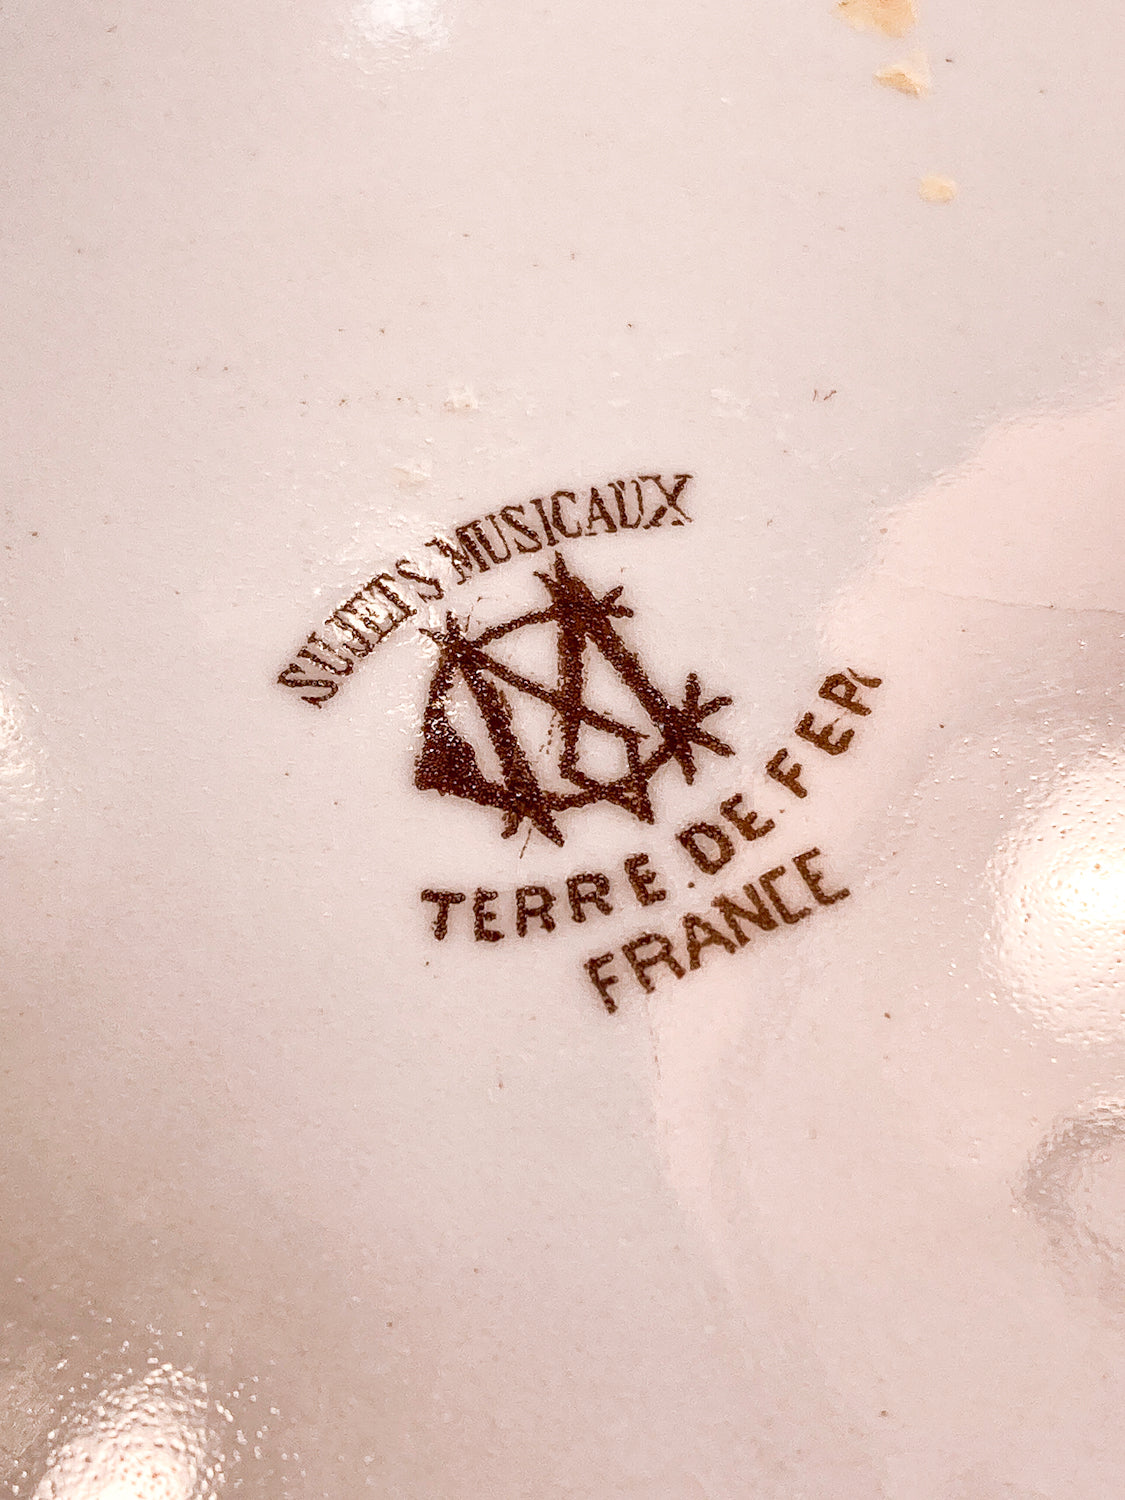 SUJETS MUSICAUX
TERRE DE FER
FRANCE